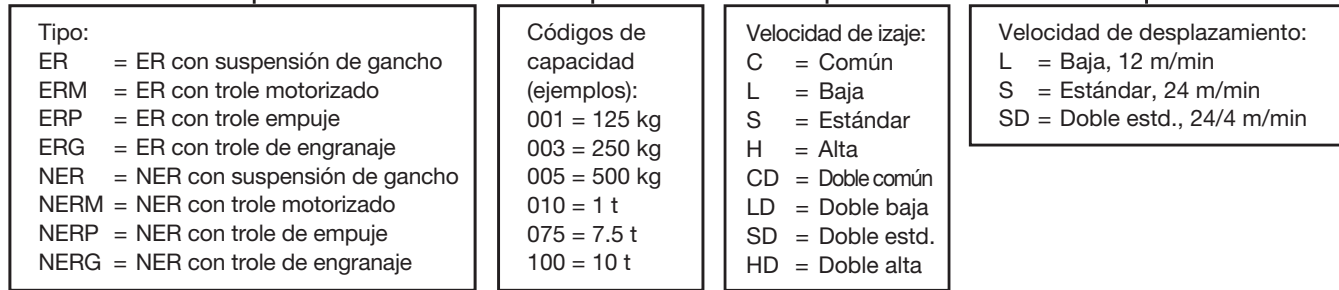 Tipo:
ER = ER con suspensión de gancho
ERM = ER con trole motorizado
ERP = ER con trole empuje
ERG = ER con trole de engranaje
NER = NER con suspensión de gancho
NERM = NER con trole motorizado
NERP = NER con trole de empuje
NERG = NER con trole de engranaje
Códigos de
capacidad
(ejemplos):
001 = 125 kg
003 = 250 kg
005 = 500 kg
010 = 1 t
075 = 7.5 t
100 = 10 t
Velocidad de izaje:
C = Común
L = Baja
S = Estándar
H = Alta
CD = Doble común
LD = Doble baja
SD = Doble estd.
HD = Doble alta
Velocidad de desplazamiento:
L = Baja, 12 m/min
S = Estándar, 24 m/min
SD = Doble estd., 24/4 m/min